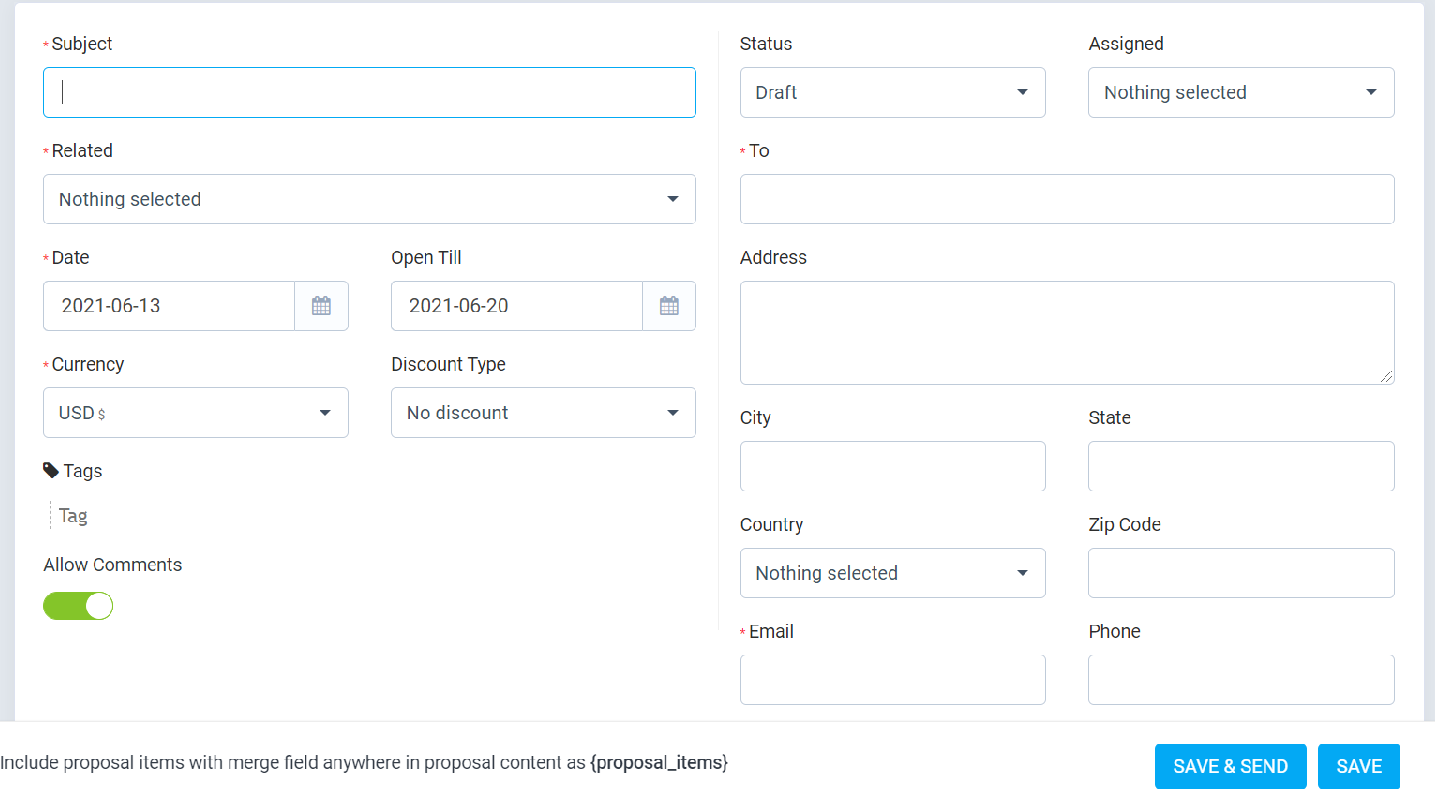 * Subject
* Related
Nothing selected
* Date
Open Till
2021-06-13
2021-06-20
* Currency
Discount Type
USD $
No discount
Tags
Tag
Allow Comments
Status
Assigned
Draft
Nothing selected
* To
Address
City
State
Country
Zip Code
Nothing selected
* Email
Phone
Include proposal items with merge field anywhere in proposal content as {proposal_items}
SAVE & SEND
SAVE